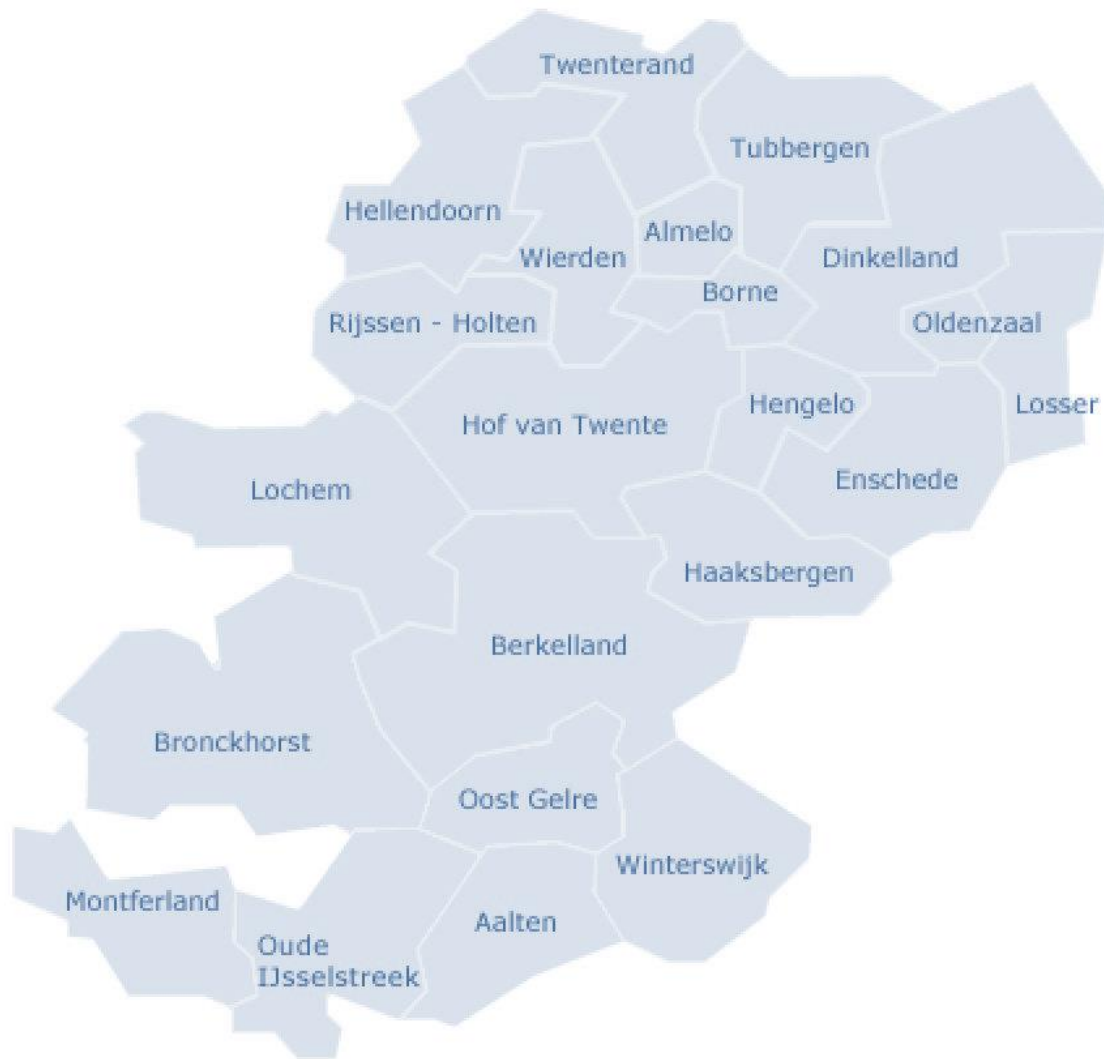 Twenterand
Tubbergen
Hellendoorn
Almelo
Wierden
Dinkelland
Borne
Rijssen - Holten
Oldenzaal
Hengelo
Losser
Hof van Twente
Enschede
Lochem
Haaksbergen
Berkelland
Bronckhorst
Oost Gelre
Winterswijk
Montferland
Aalten
Oude
IJsselstreek